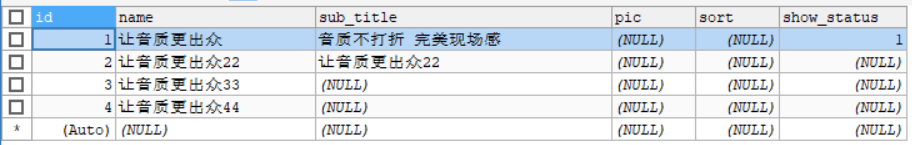 id name sub_title pic sort show_status
1 让音质更出众 音质不打折 完美现场感 (NULL) (NULL) 1
2 让音质更出众22 让音质更出众22 (NULL) (NULL) (NULL)
3 让音质更出众33 (NULL) (NULL) (NULL) (NULL)
4 让音质更出众44 (NULL) (NULL) (NULL) (NULL)
* (Auto) (NULL) (NULL) (NULL) (NULL) (NULL)